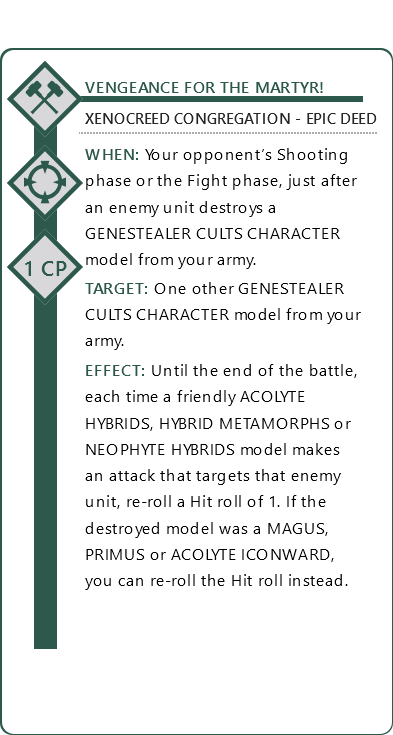 VENGEANCE FOR THE MARTYR!
XENOCREED CONGREGATION - EPIC DEED
WHEN: Your opponent's Shooting
phase or the Fight phase, just after
an enemy unit destroys a
GENESTEALER CULTS CHARACTER
model from your army.
1 CP
TARGET: One other GENESTEALER
CULTS CHARACTER model from your
army.
EFFECT: Until the end of the battle,
each time a friendly ACOLYTE
HYBRIDS, HYBRID METAMORPHS or
NEOPHYTE HYBRIDS model makes
an attack that targets that enemy
unit, re-roll a Hit roll of 1. If the
destroyed model was a MAGUS,
PRIMUS or ACOLYTE ICONWARD,
you can re-roll the Hit roll instead.